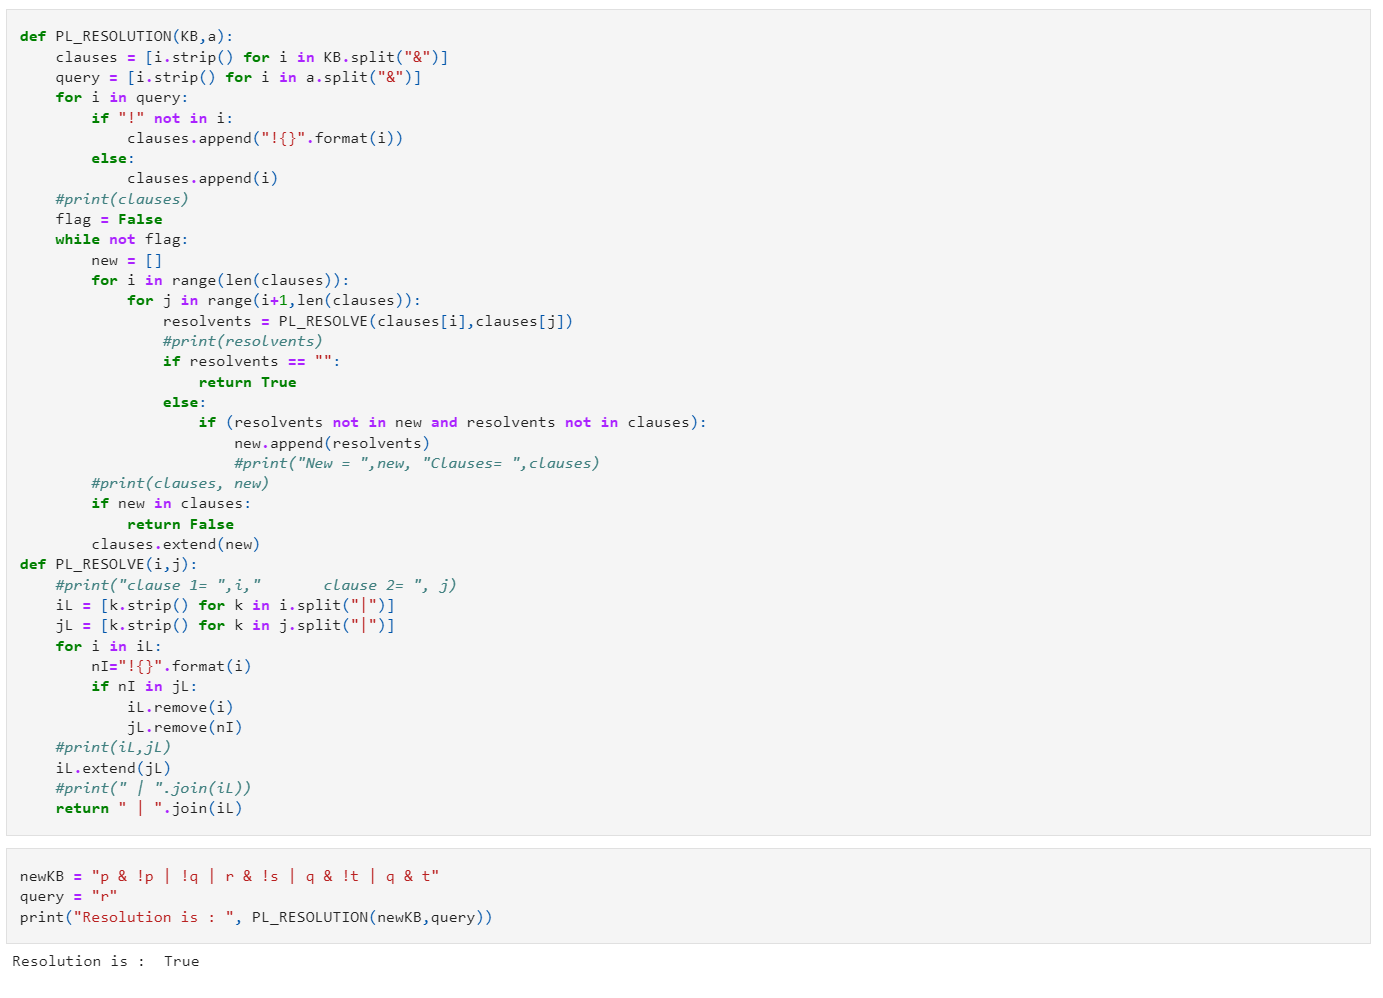 def PL_RESOLUTION(KB,a):
    clauses = [i.strip() for i in KB.split("&")]
    query = [i.strip() for i in a.split("&")]
    for i in query:
        if "!" not in i:
            clauses.append("!{}".format(i))
        else:
            clauses.append(i)
    #print(clauses)
    flag = False
    while not flag:
        new = []
        for i in range(len(clauses)):
            for j in range(i+1,len(clauses)):
                resolvents = PL_RESOLVE(clauses[i],clauses[j])
                #print(resolvents)
                if resolvents == "":
                    return True
                else:
                    if (resolvents not in new and resolvents not in clauses):
                        new.append(resolvents)
                        #print("New = ",new, "Clauses= ",clauses)
        #print(clauses, new)
        if new in clauses:
            return False
        clauses.extend(new)
def PL_RESOLVE(i,j):
    #print("clause 1= ",i,"       clause 2= ", j)
    iL = [k.strip() for k in i.split("|")]
    jL = [k.strip() for k in j.split("|")]
    for i in iL:
        nI="!{}".format(i)
        if nI in jL:
            iL.remove(i)
            jL.remove(nI)
    #print(iL,jL)
    iL.extend(jL)
    #print(" | ".join(iL))
    return " | ".join(iL)
newKB = "p & !p | !q | r & !s | q & !t | q & t"
query = "r"
print("Resolution is : ", PL_RESOLUTION(newKB,query))
Resolution is :  True